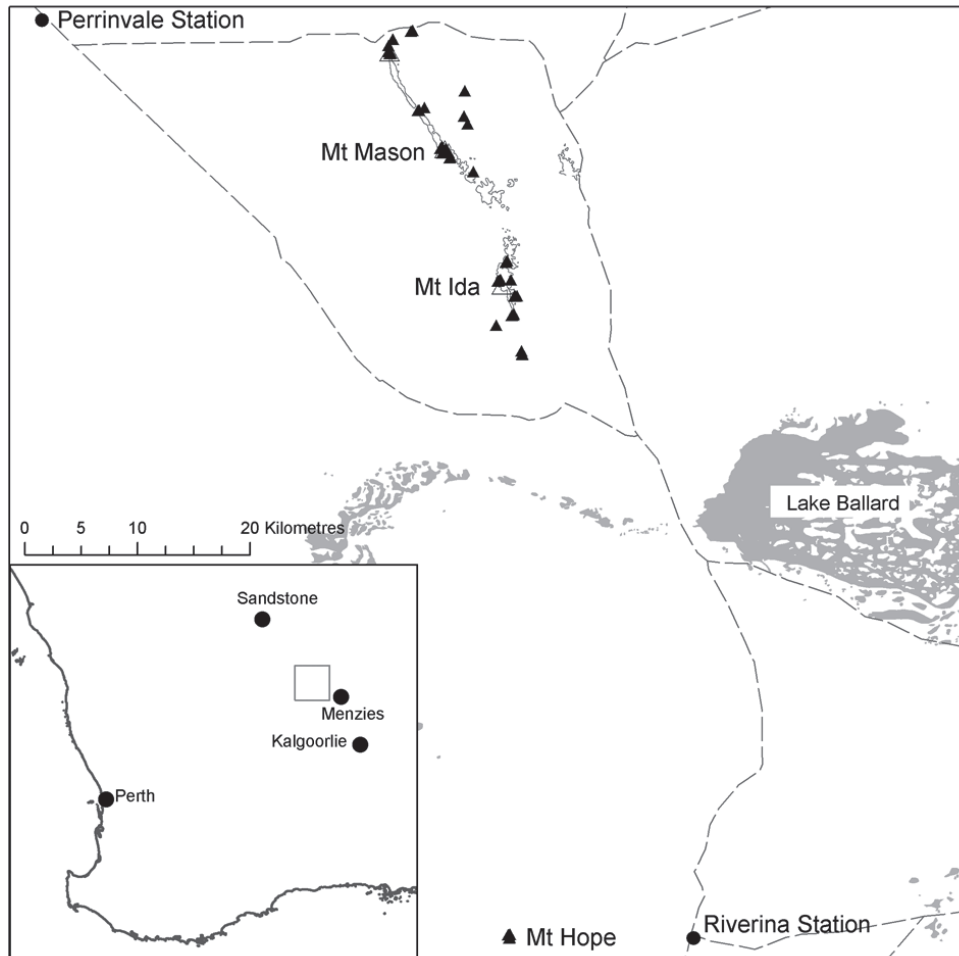 Perrinvale Station
Mt Mason
Mt Ida
Lake Ballard
0 5 10 20 Kilometres
Sandstone
Menzies
Kalgoorlie
Perth
Riverina Station
Mt Hope